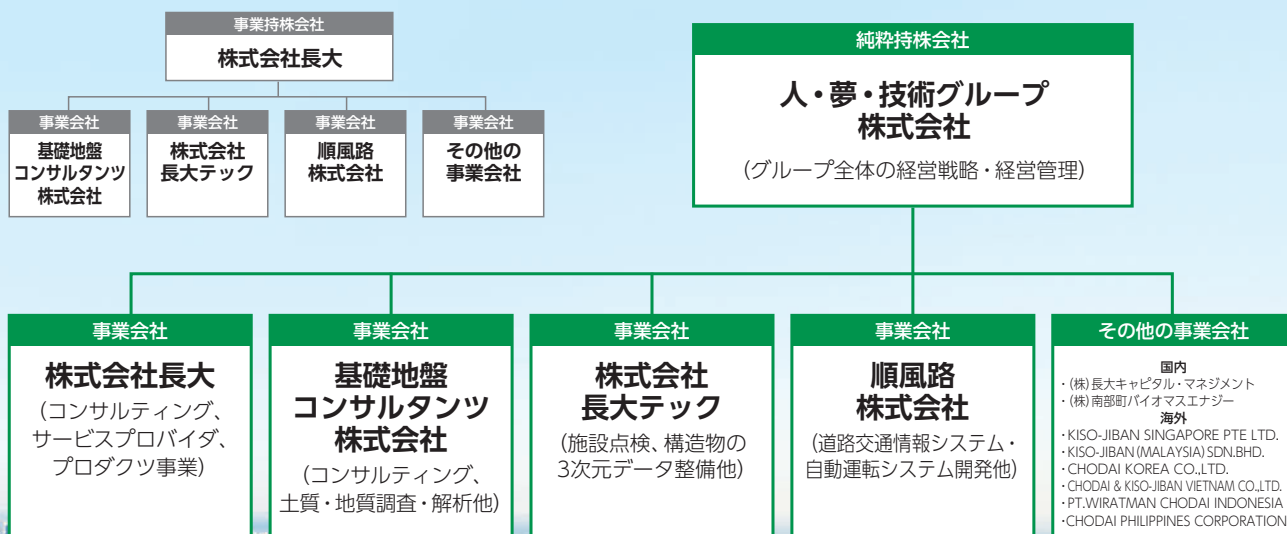 事業持株会社
株式会社長大
事業会社
基礎地盤
コンサルタンツ
株式会社
事業会社
株式会社
長大テック
事業会社
順風路
株式会社
事業会社
その他の
事業会社
純粋持株会社
人・夢・技術グループ
株式会社
(グループ全体の経営戦略・経営管理)
事業会社
株式会社長大
(コンサルティング、
サービスプロバイダ、
プロダクツ事業)
事業会社
基礎地盤
コンサルタンツ
株式会社
(コンサルティング、
土質・地質調査・解析他)
事業会社
株式会社
長大テック
(施設点検、構造物の
3次元データ整備他)
事業会社
順風路
株式会社
(道路交通情報システム・
自動運転システム開発他)
その他の事業会社
国内
・(株)長大キャピタル・マネジメント
・(株)南部町バイオマスエナジー
海外
・KISO-JIBAN SINGAPORE PTE LTD.
・KISO-JIBAN (MALAYSIA) SDN.BHD.
・CHODAI KOREA CO.,LTD.
・CHODAI & KISO-JIBAN VIETNAM CO.,LTD.
・PT.WIRATMAN CHODAI INDONESIA
・CHODAI PHILIPPINES CORPORATION